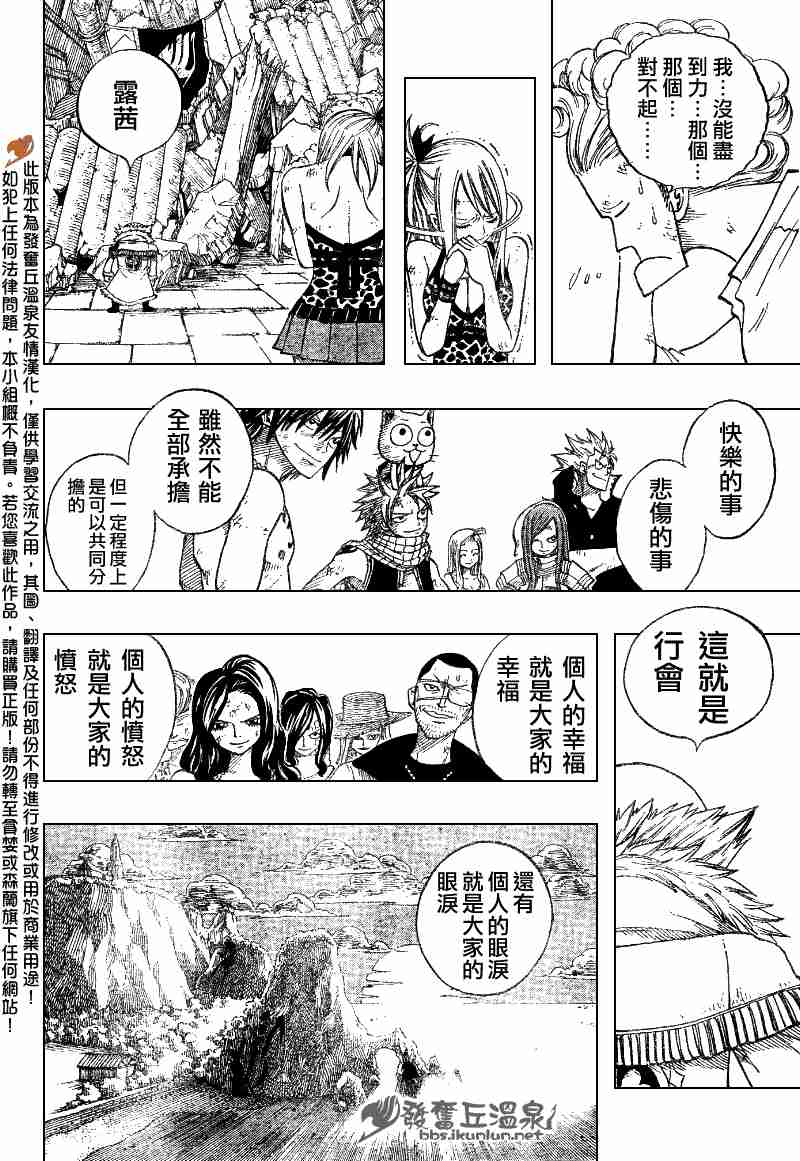 我…沒能盡
到力…那個…
那個…
對不起……
露茜
快樂的事
悲傷的事
雖然不能
全部承擔
但一定程度上
是可以共同分
擔的
這就是
行會
個人的幸福
就是大家的
幸福
個人的憤怒
就是大家的
憤怒
還有
個人的眼淚
就是大家的
眼淚
此版本為發奮丘溫泉友情漢化，僅供學習交流之用，其圖、翻譯及任何部份不得進行修改或用於商業用途！
如犯上任何法律問題，本小組概不負責。若您喜歡此作品，請購買正版！請勿轉至貪婪或森蘭旗下任何網站！
發奮丘溫泉
bbs.ikunlun.net